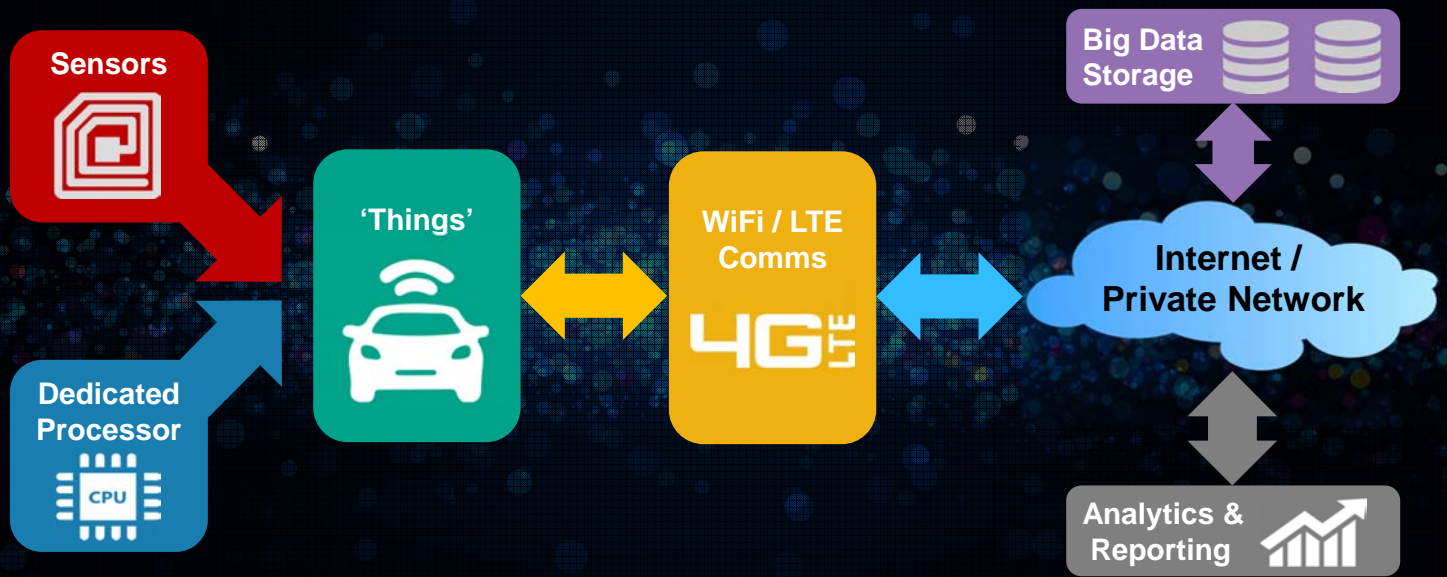 Sensors
Dedicated
Processor
CPU
‘Things’
WiFi / LTE
Comms
4G LTE
Big Data
Storage
Internet /
Private Network
Analytics &
Reporting